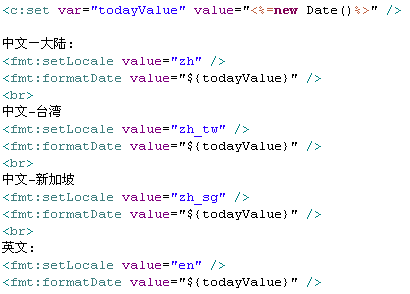 <c:set var="todayValue" value="<%=new Date()%>" />
中文一大陆：
<fmt:setLocale value="zh" />
<fmt:formatDate value="${todayValue}" />
<br>
中文-台湾
<fmt:setLocale value="zh_tw" />
<fmt:formatDate value="${todayValue}" />
<br>
中文-新加坡
<fmt:setLocale value="zh_sg" />
<fmt:formatDate value="${todayValue}" />
<br>
英文：
<fmt:setLocale value="en" />
<fmt:formatDate value="${todayValue}" />